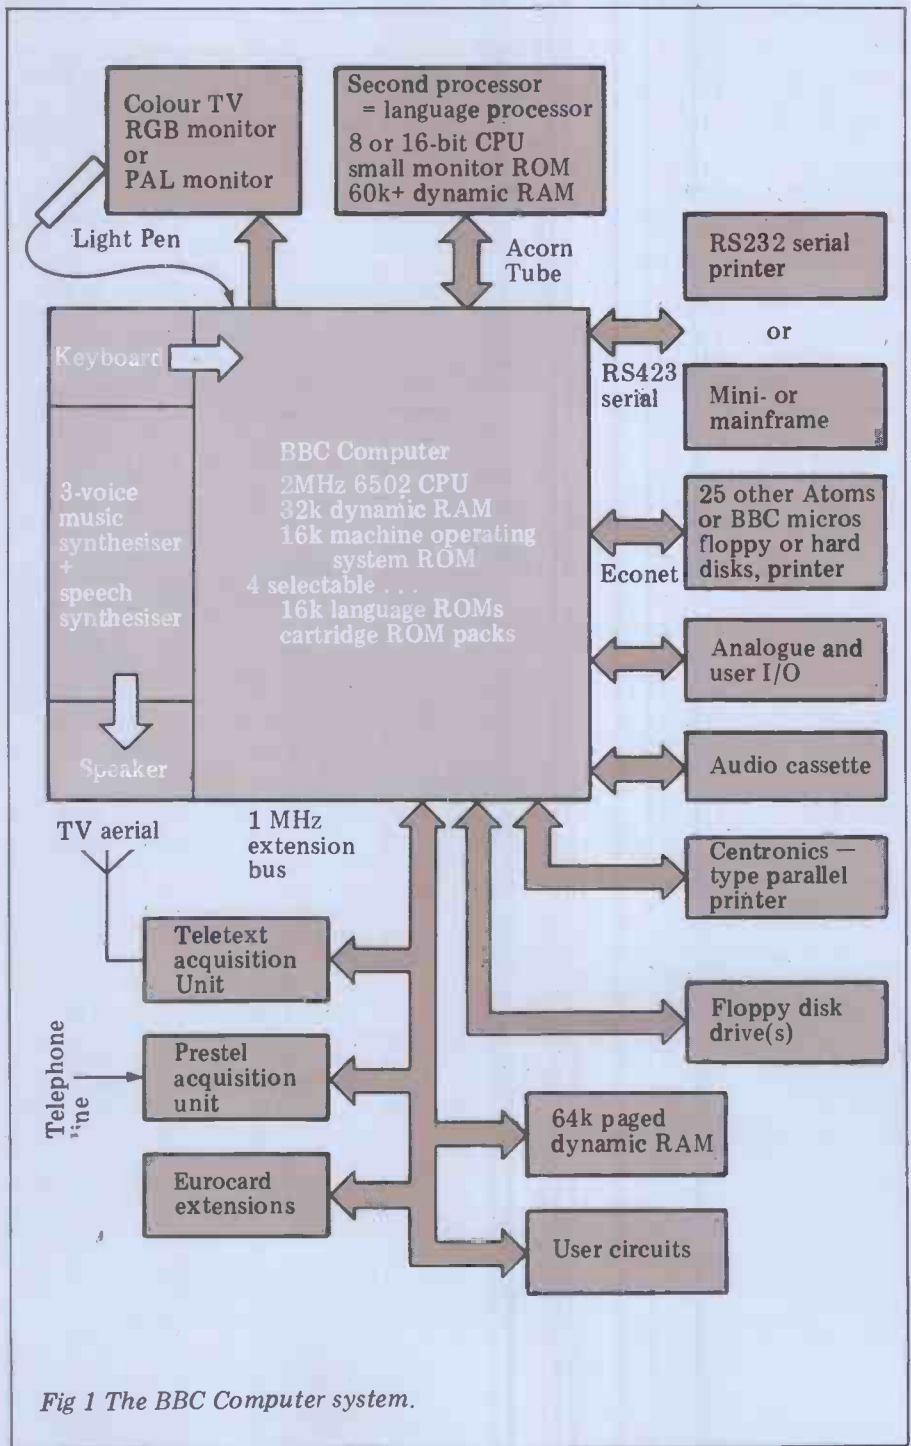 Colour TV
RGB monitor
or
PAL monitor
Second processor
= language processor
8 or 16-bit CPU
small monitor ROM
60k+ dynamic RAM
Light Pen
Acorn
Tube
RS232 serial
printer
or
RS423
serial
Mini- or
mainframe
Keyboard
BBC Computer
2MHz 6502 CPU
32k dynamic RAM
16k machine operating
system ROM
4 selectable ...
16k language ROMs
cartridge ROM packs
3-voice
music
synthesiser
+
speech
synthesiser
Speaker
Econet
25 other Atoms
or BBC micros
floppy or hard
disks, printer
Analogue and
user I/O
Audio cassette
TV aerial
1 MHz
extension
bus
Centronics —
type parallel
printer
Teletext
acquisition
Unit
Floppy disk
drive(s)
Telephone
line
Prestel
acquisition
unit
64k paged
dynamic RAM
Eurocard
extensions
User circuits
Fig 1 The BBC Computer system.